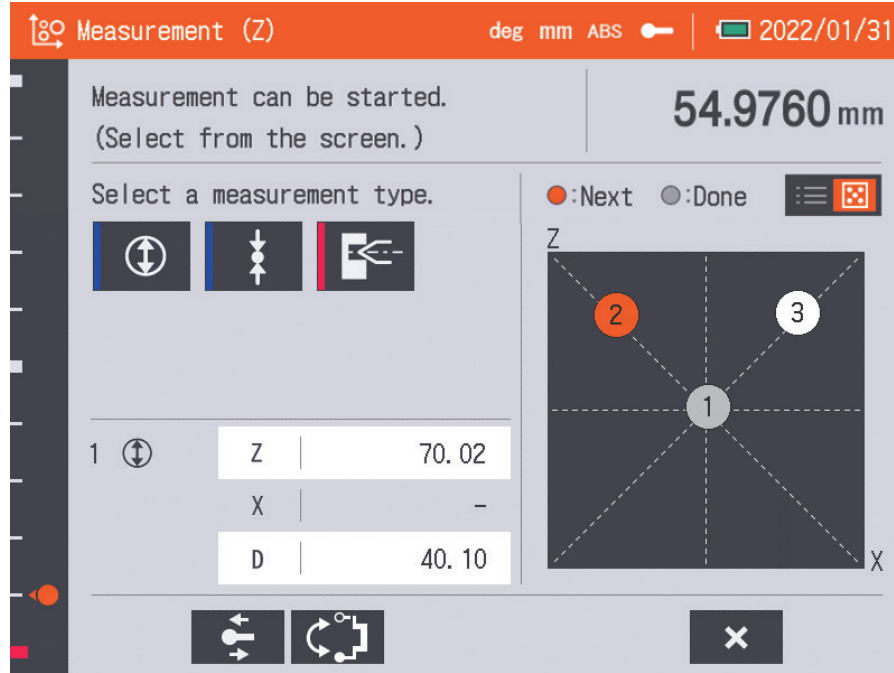 Measurement (Z)
deg mm ABS
2022/01/31
Measurement can be started.
(Select from the screen.)
54.9760 mm
Select a measurement type.
:Next :Done
Z
2
3
1
X
1 Z 70.02
X -
D 40.10